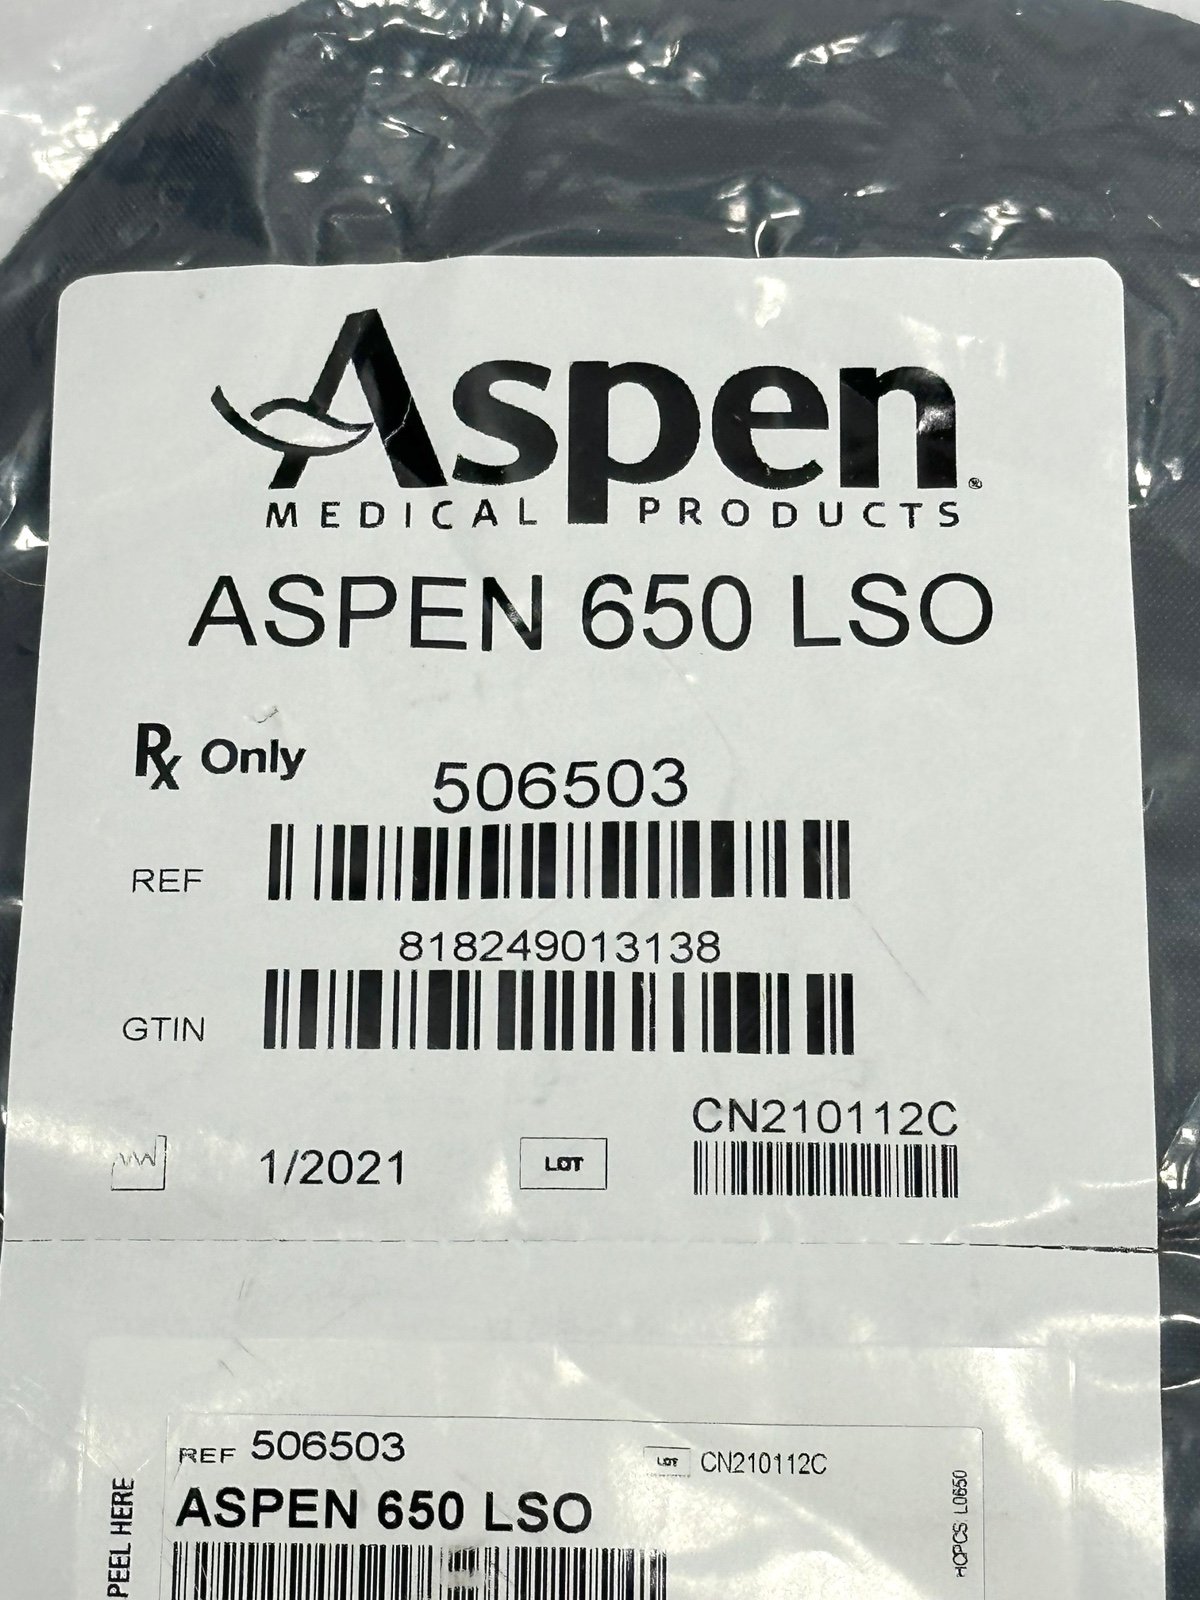 Aspen®
MEDICAL PRODUCTS
ASPEN 650 LSO
Rx Only
506503
REF
818249013138
GTIN
CN210112C
1/2021
LOT
REF 506503
LOT CN210112C
ASPEN 650 LSO
PEEL HERE
HCPCS: L0650